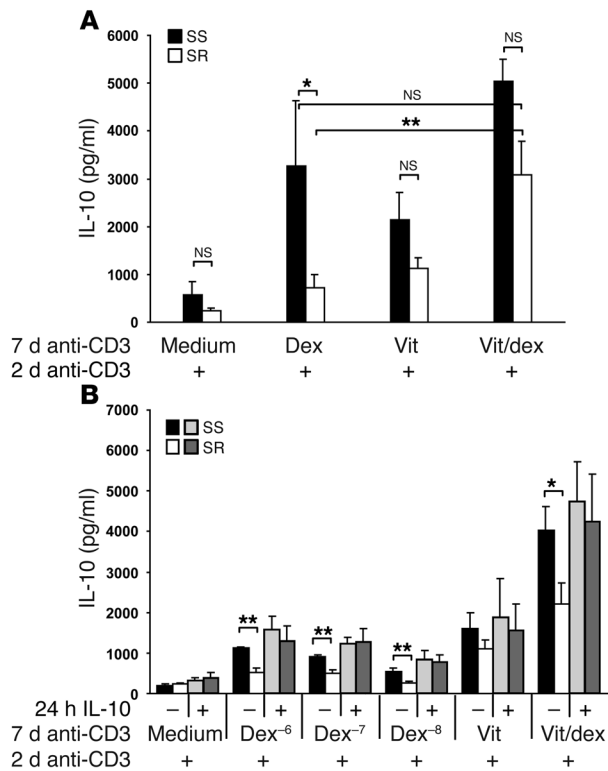 A
6000
5000
4000
3000
2000
1000
0
IL-10 (pg/ml)
SS
SR
NS
*
NS
**
NS
NS
7 d anti-CD3 Medium Dex Vit Vit/dex
2 d anti-CD3 + + + +
B
7000
6000
5000
4000
3000
2000
1000
0
IL-10 (pg/ml)
SS
SR
**
**
**
*
24 h IL-10 – + – + – + – + – + – +
7 d anti-CD3 Medium Dex⁻⁶ Dex⁻⁷ Dex⁻⁸ Vit Vit/dex
2 d anti-CD3 + + + + + +